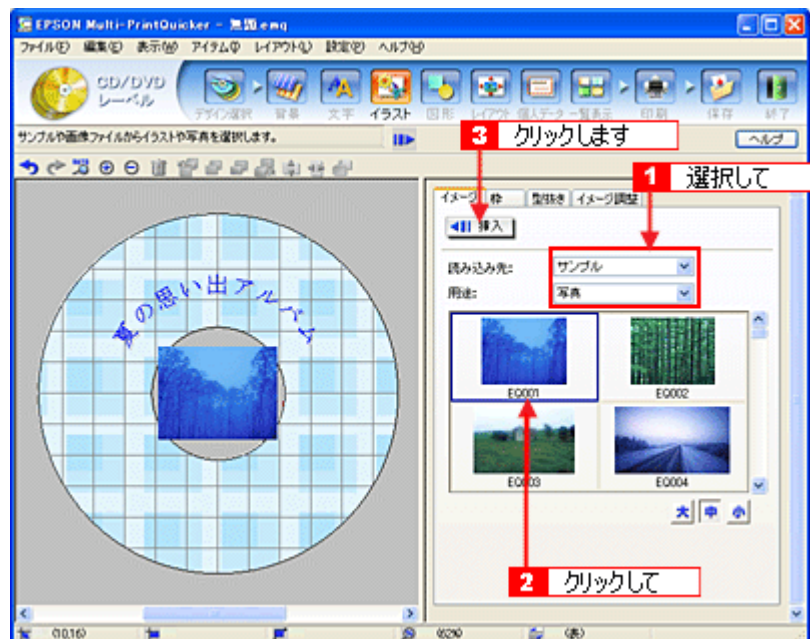 EPSON Multi-PrintQuicker - 無題.emq
ファイル(F) 編集(E) 表示(W) アイテム(I) レイアウト(L) 設定(P) ヘルプ(H)
CD/DVD
レーベル
デザイン選択 背景 文字 イラスト 図形 レイアウト 個人データ 一覧表示 印刷 保存 終了
サンプルや画像ファイルからイラストや写真を選択します。
3 クリックします
ヘルプ
1 選択して
イメージ 枠 型抜き イメージ調整
挿入
読み込み先: サンプル
用途: 写真
夏の思い出アルバム
EQ001 EQ002
EQ003 EQ004
大 中 小
2 クリックして
(10,16) (62%) (表)